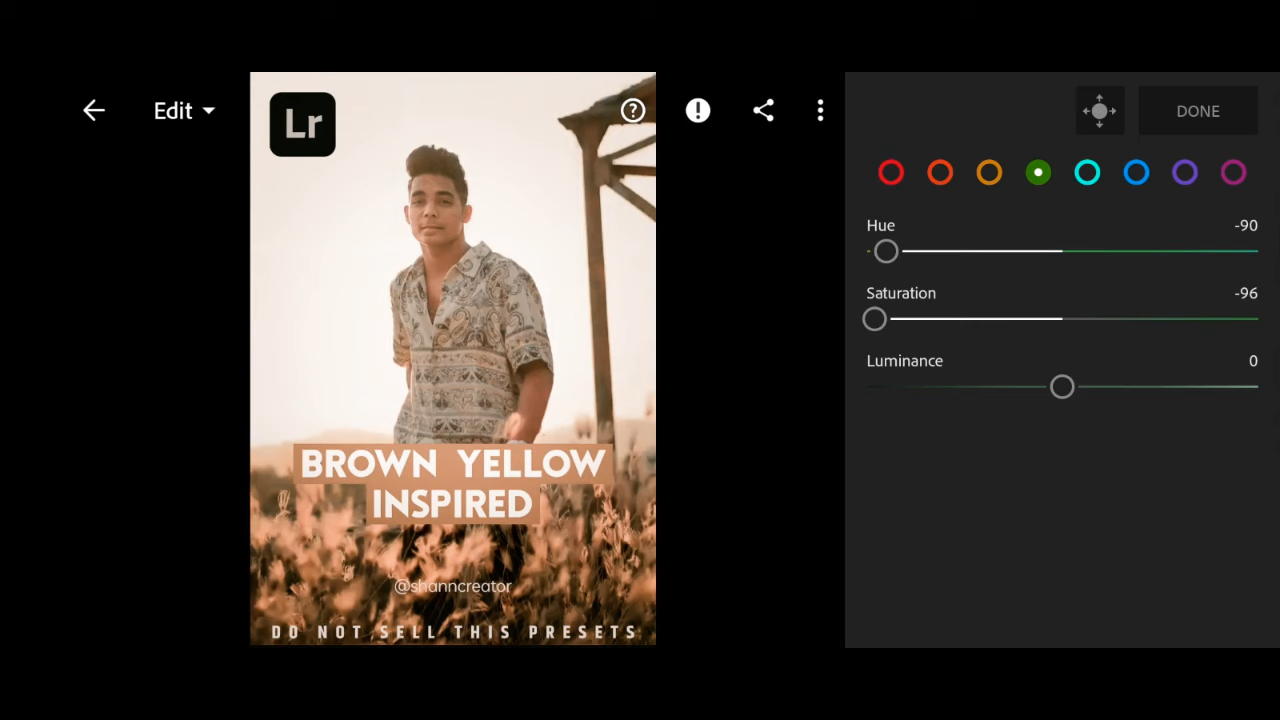 Edit
Lr
DONE
Hue -90
Saturation -96
Luminance 0
BROWN YELLOW
INSPIRED
@shanncreator
DO NOT SELL THIS PRESETS